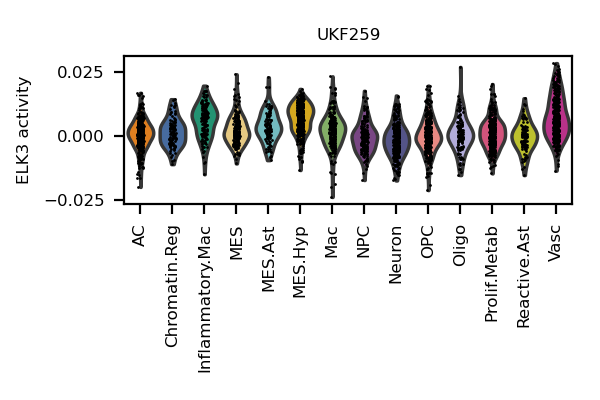 UKF259
ELK3 activity
0.025
0.000
−0.025
AC
Chromatin.Reg
Inflammatory.Mac
MES
MES.Ast
MES.Hyp
Mac
NPC
Neuron
OPC
Oligo
Prolif.Metab
Reactive.Ast
Vasc